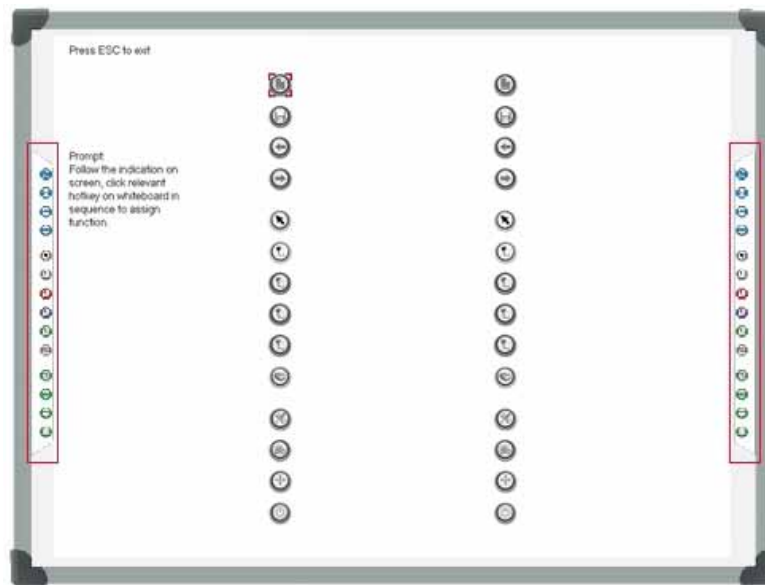 Press ESC to exit
Prompt:
Follow the indication on
screen, click relevant
hotkey on whiteboard in
sequence to assign
function.